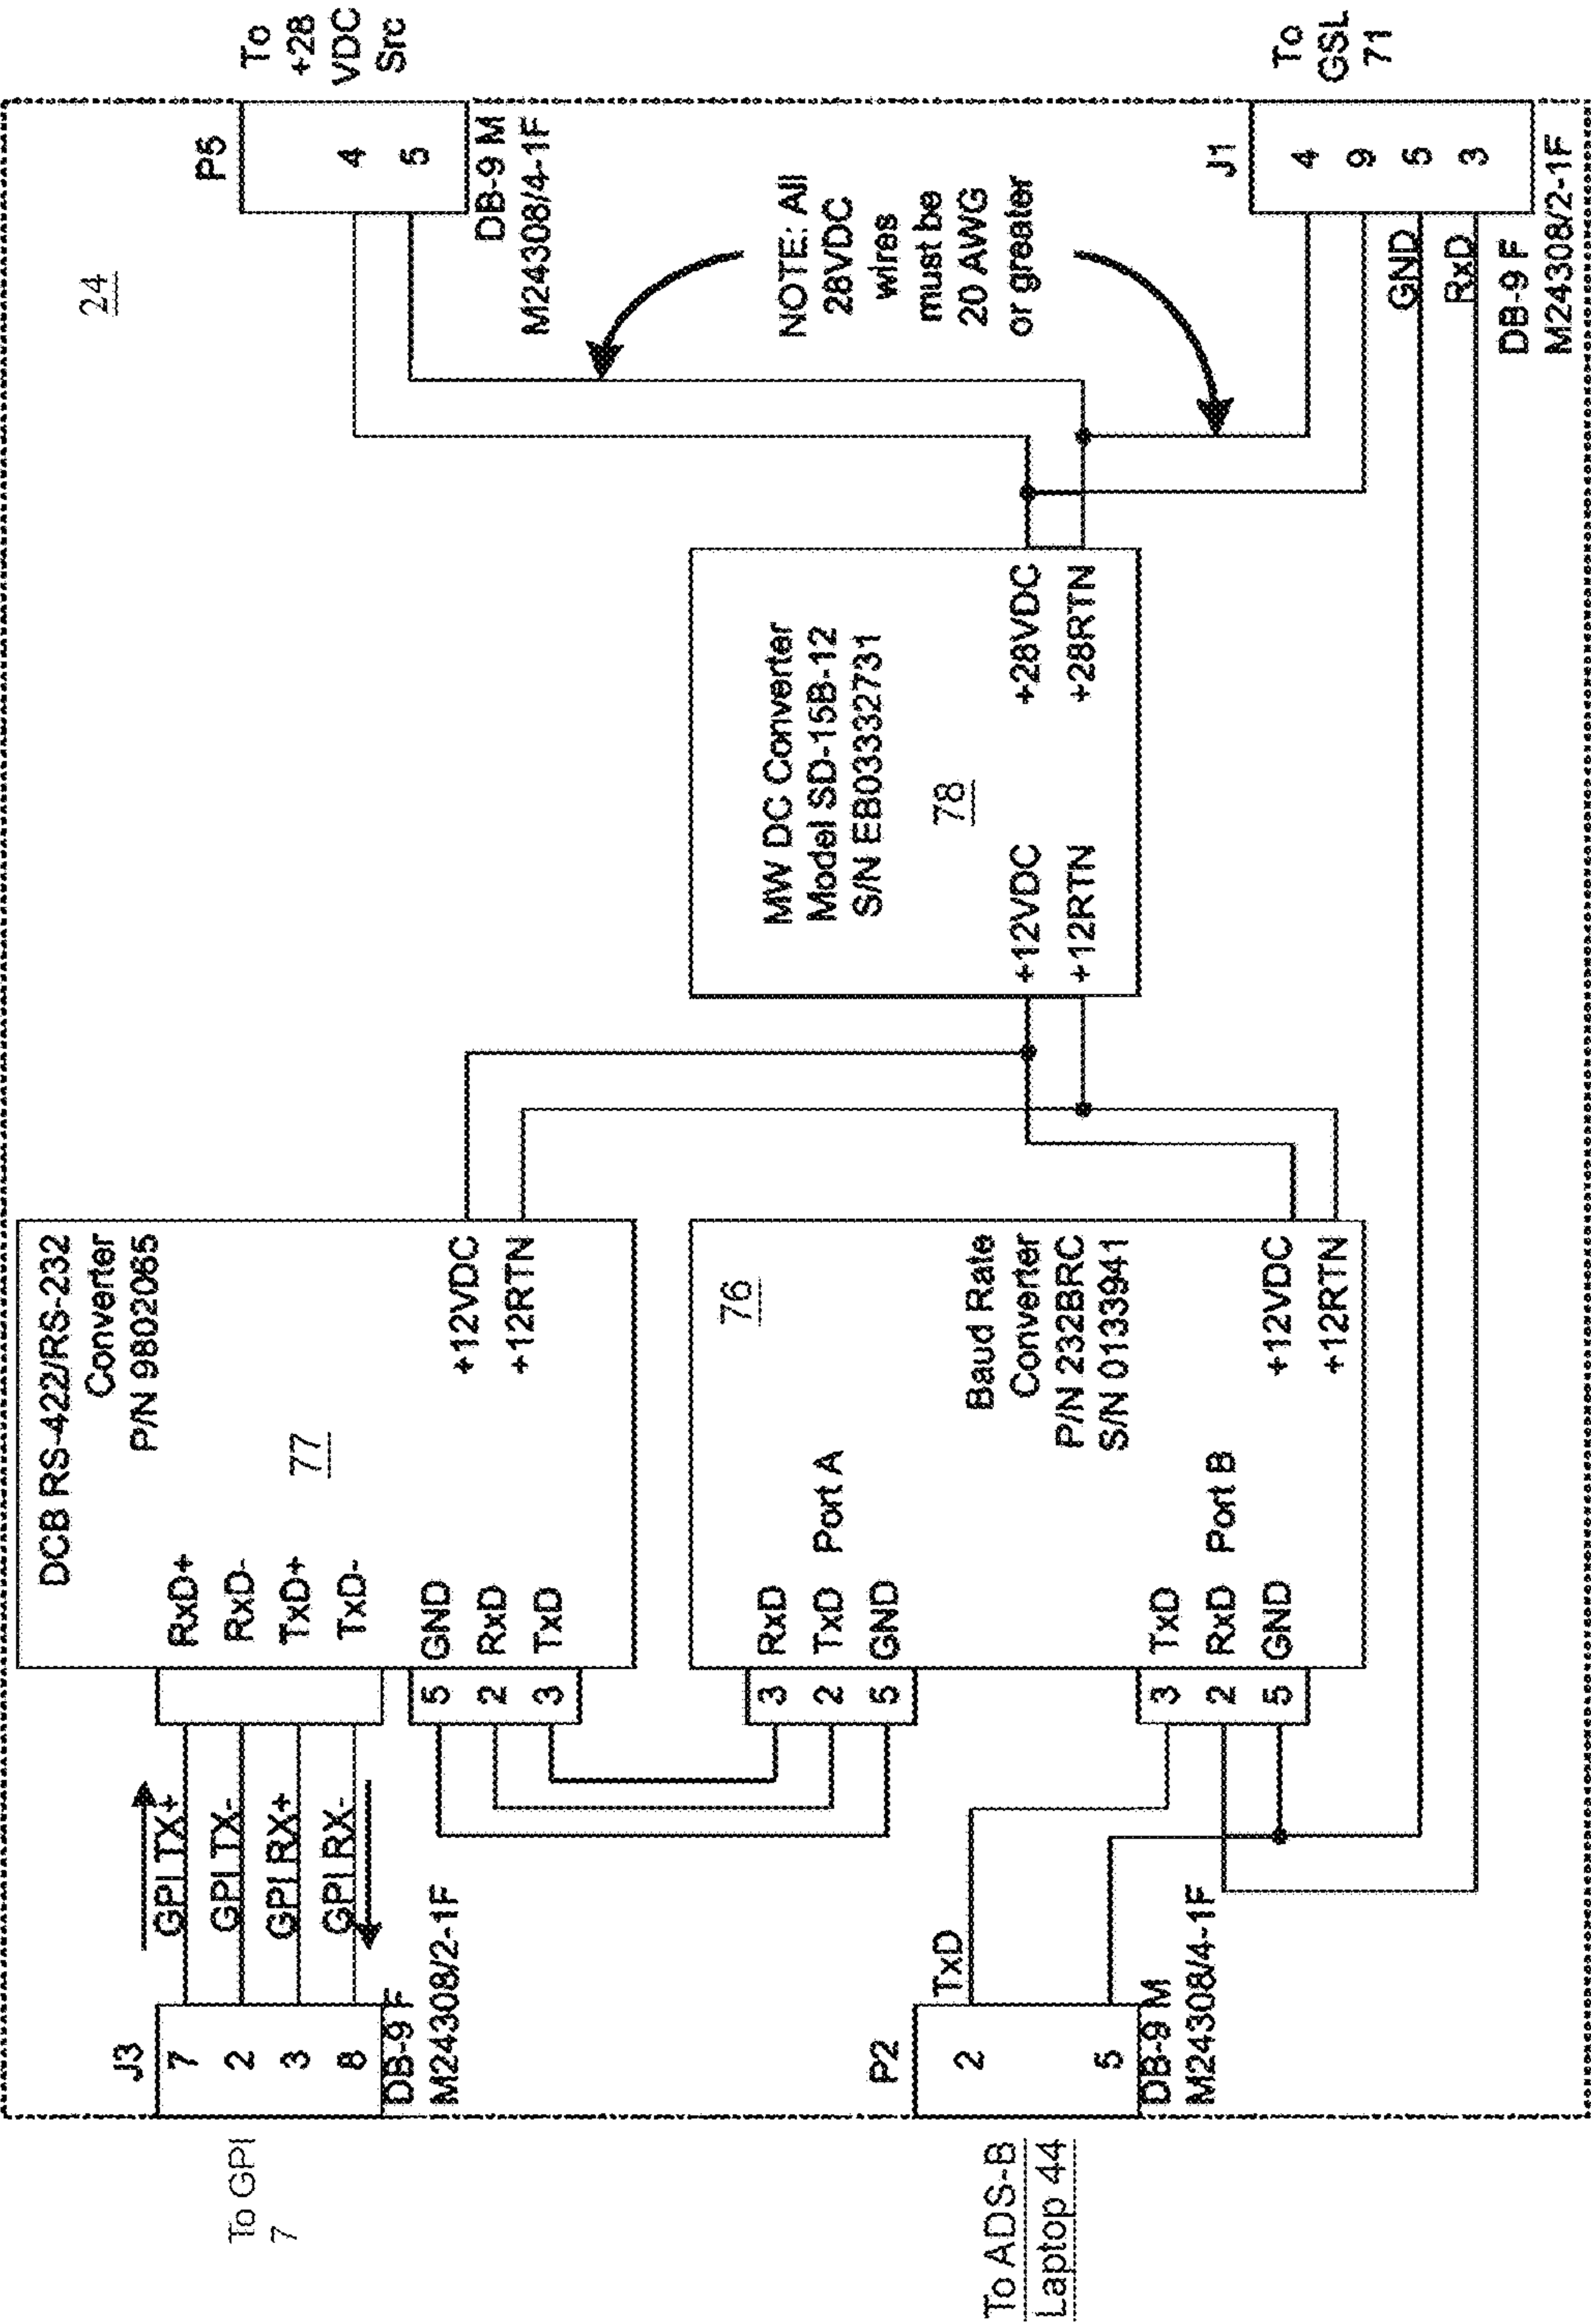 24
To GPI
7
J3
7
2
3
8
DB-9 F
M24308/2-1F
GPI TX+
GPI TX-
GPI RX+
GPI RX-
DCB RS-422/RS-232
Converter
P/N 9802065
77
RxD+
RxD-
TxD+
TxD-
5 GND
2 RxD
3 TxD
+12VDC
+12RTN
76
3 RxD
2 TxD Port A
5 GND
Baud Rate
Converter
P/N 232BRC
S/N 0133941
3 TxD
2 RxD Port B
5 GND
+12VDC
+12RTN
To ADS-B
Laptop 44
P2
2
5
TxD
DB-9 M
M24308/4-1F
MW DC Converter
Model SD-15B-12
S/N EB03332731
78
+12VDC +28VDC
+12RTN +28RTN
P5
4
5
DB-9 M
M24308/4-1F
To
+28
VDC
Src
NOTE: All
28VDC
wires
must be
20 AWG
or greater
J1
4
9
5
3
GND
RxD
DB-9 F
M24308/2-1F
To
GSL
71